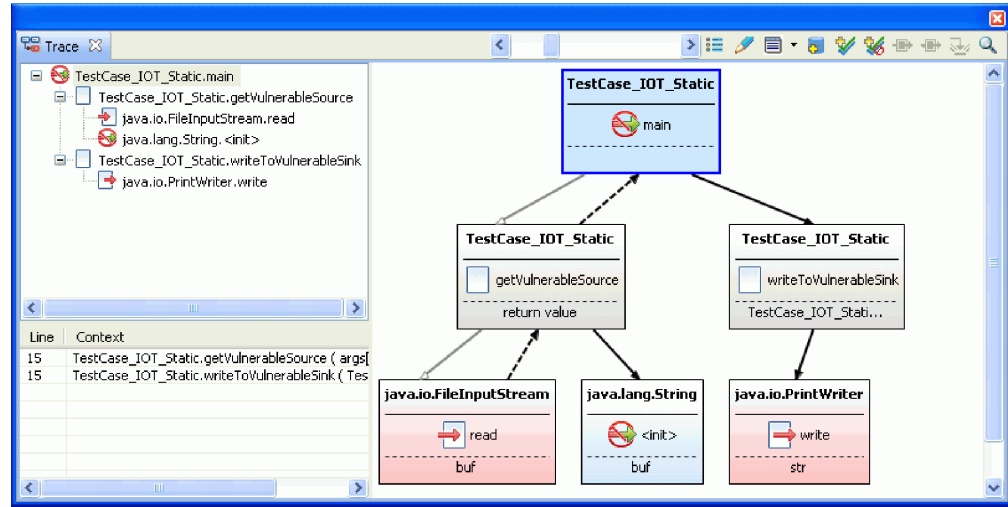 Trace
TestCase_IOT_Static.main
TestCase_IOT_Static.getVulnerableSource
java.io.FileInputStream.read
java.lang.String.<init>
TestCase_IOT_Static.writeToVulnerableSink
java.io.PrintWriter.write
Line Context
15 TestCase_IOT_Static.getVulnerableSource ( args[
15 TestCase_IOT_Static.writeToVulnerableSink ( Tes
TestCase_IOT_Static
main
TestCase_IOT_Static
getVulnerableSource
return value
TestCase_IOT_Static
writeToVulnerableSink
TestCase_IOT_Stati...
java.io.FileInputStream
read
buf
java.lang.String
<init>
buf
java.io.PrintWriter
write
str